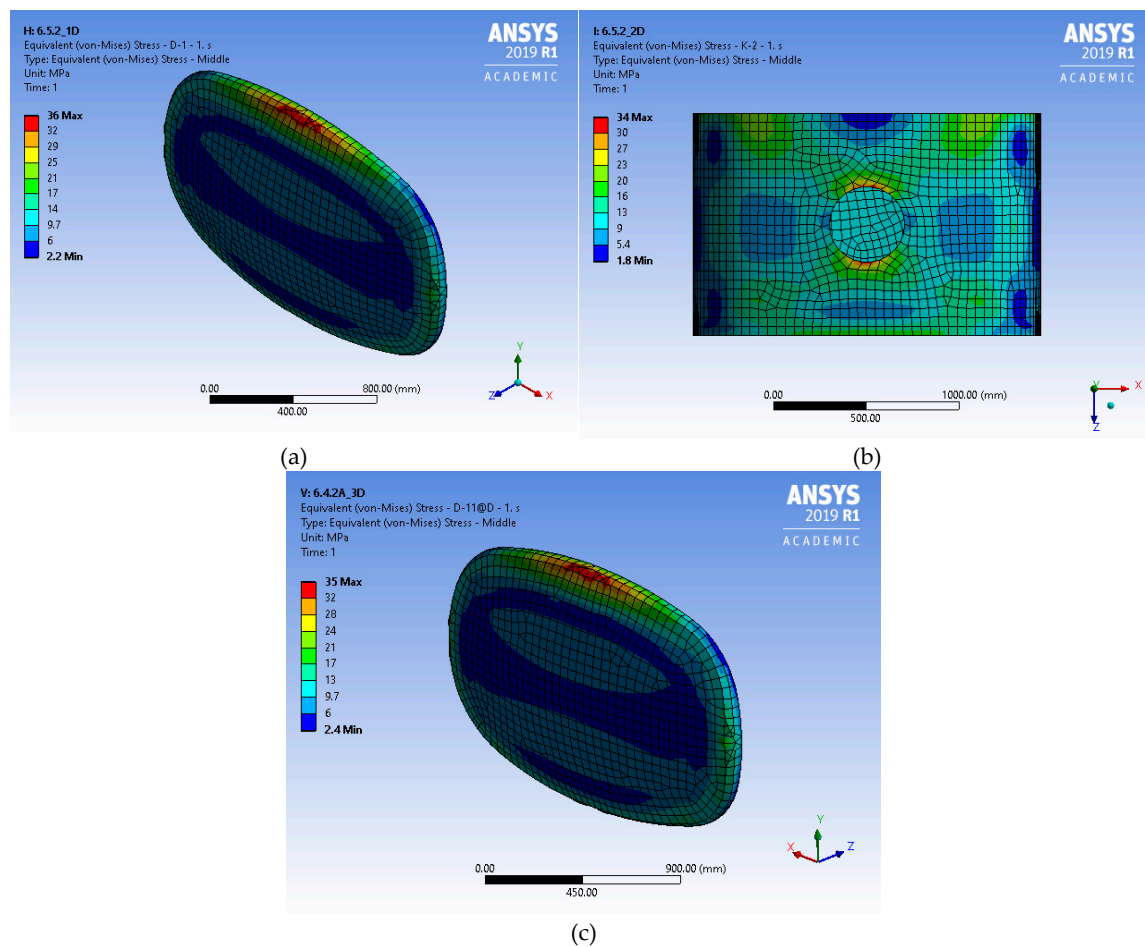 H: 6.5.2_1D
Equivalent (von-Mises) Stress - D-1 - 1. s
Type: Equivalent (von-Mises) Stress - Middle
Unit: MPa
Time: 1
ANSYS
2019 R1
ACADEMIC
36 Max
32
29
25
21
17
14
9.7
6
2.2 Min
0.00
800.00 (mm)
400.00
Y
Z
X
(a)
I: 6.5.2_2D
Equivalent (von-Mises) Stress - K-2 - 1. s
Type: Equivalent (von-Mises) Stress - Middle
Unit: MPa
Time: 1
ANSYS
2019 R1
ACADEMIC
34 Max
30
27
23
20
16
13
9
5.4
1.8 Min
0.00
1000.00 (mm)
500.00
Y
X
Z
(b)
V: 6.4.2A_3D
Equivalent (von-Mises) Stress - D-11@D - 1. s
Type: Equivalent (von-Mises) Stress - Middle
Unit: MPa
Time: 1
ANSYS
2019 R1
ACADEMIC
35 Max
32
28
24
21
17
13
9.7
6
2.4 Min
0.00
900.00 (mm)
450.00
Y
X
Z
(c)